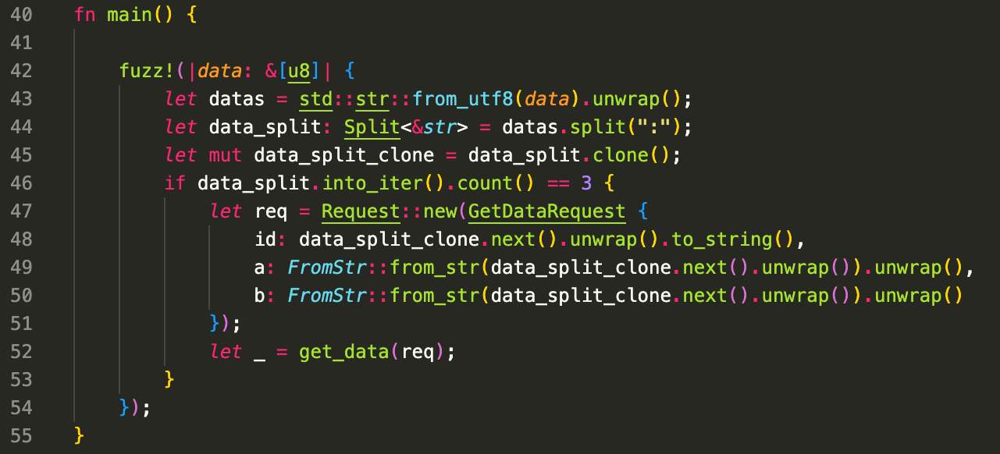 40 fn main() {
41
42 fuzz!(|data: &[u8]| {
43 let datas = std::str::from_utf8(data).unwrap();
44 let data_split: Split<&str> = datas.split(":");
45 let mut data_split_clone = data_split.clone();
46 if data_split.into_iter().count() == 3 {
47 let req = Request::new(GetDataRequest {
48 id: data_split_clone.next().unwrap().to_string(),
49 a: FromStr::from_str(data_split_clone.next().unwrap()).unwrap(),
50 b: FromStr::from_str(data_split_clone.next().unwrap()).unwrap()
51 });
52 let _ = get_data(req);
53 }
54 });
55 }